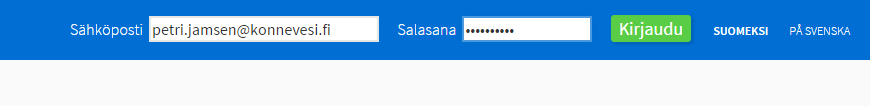 Sähköposti petri.jamsen@konnevesi.fi Salasana •••••••••• Kirjaudu SUOMEKSI PÅ SVENSKA